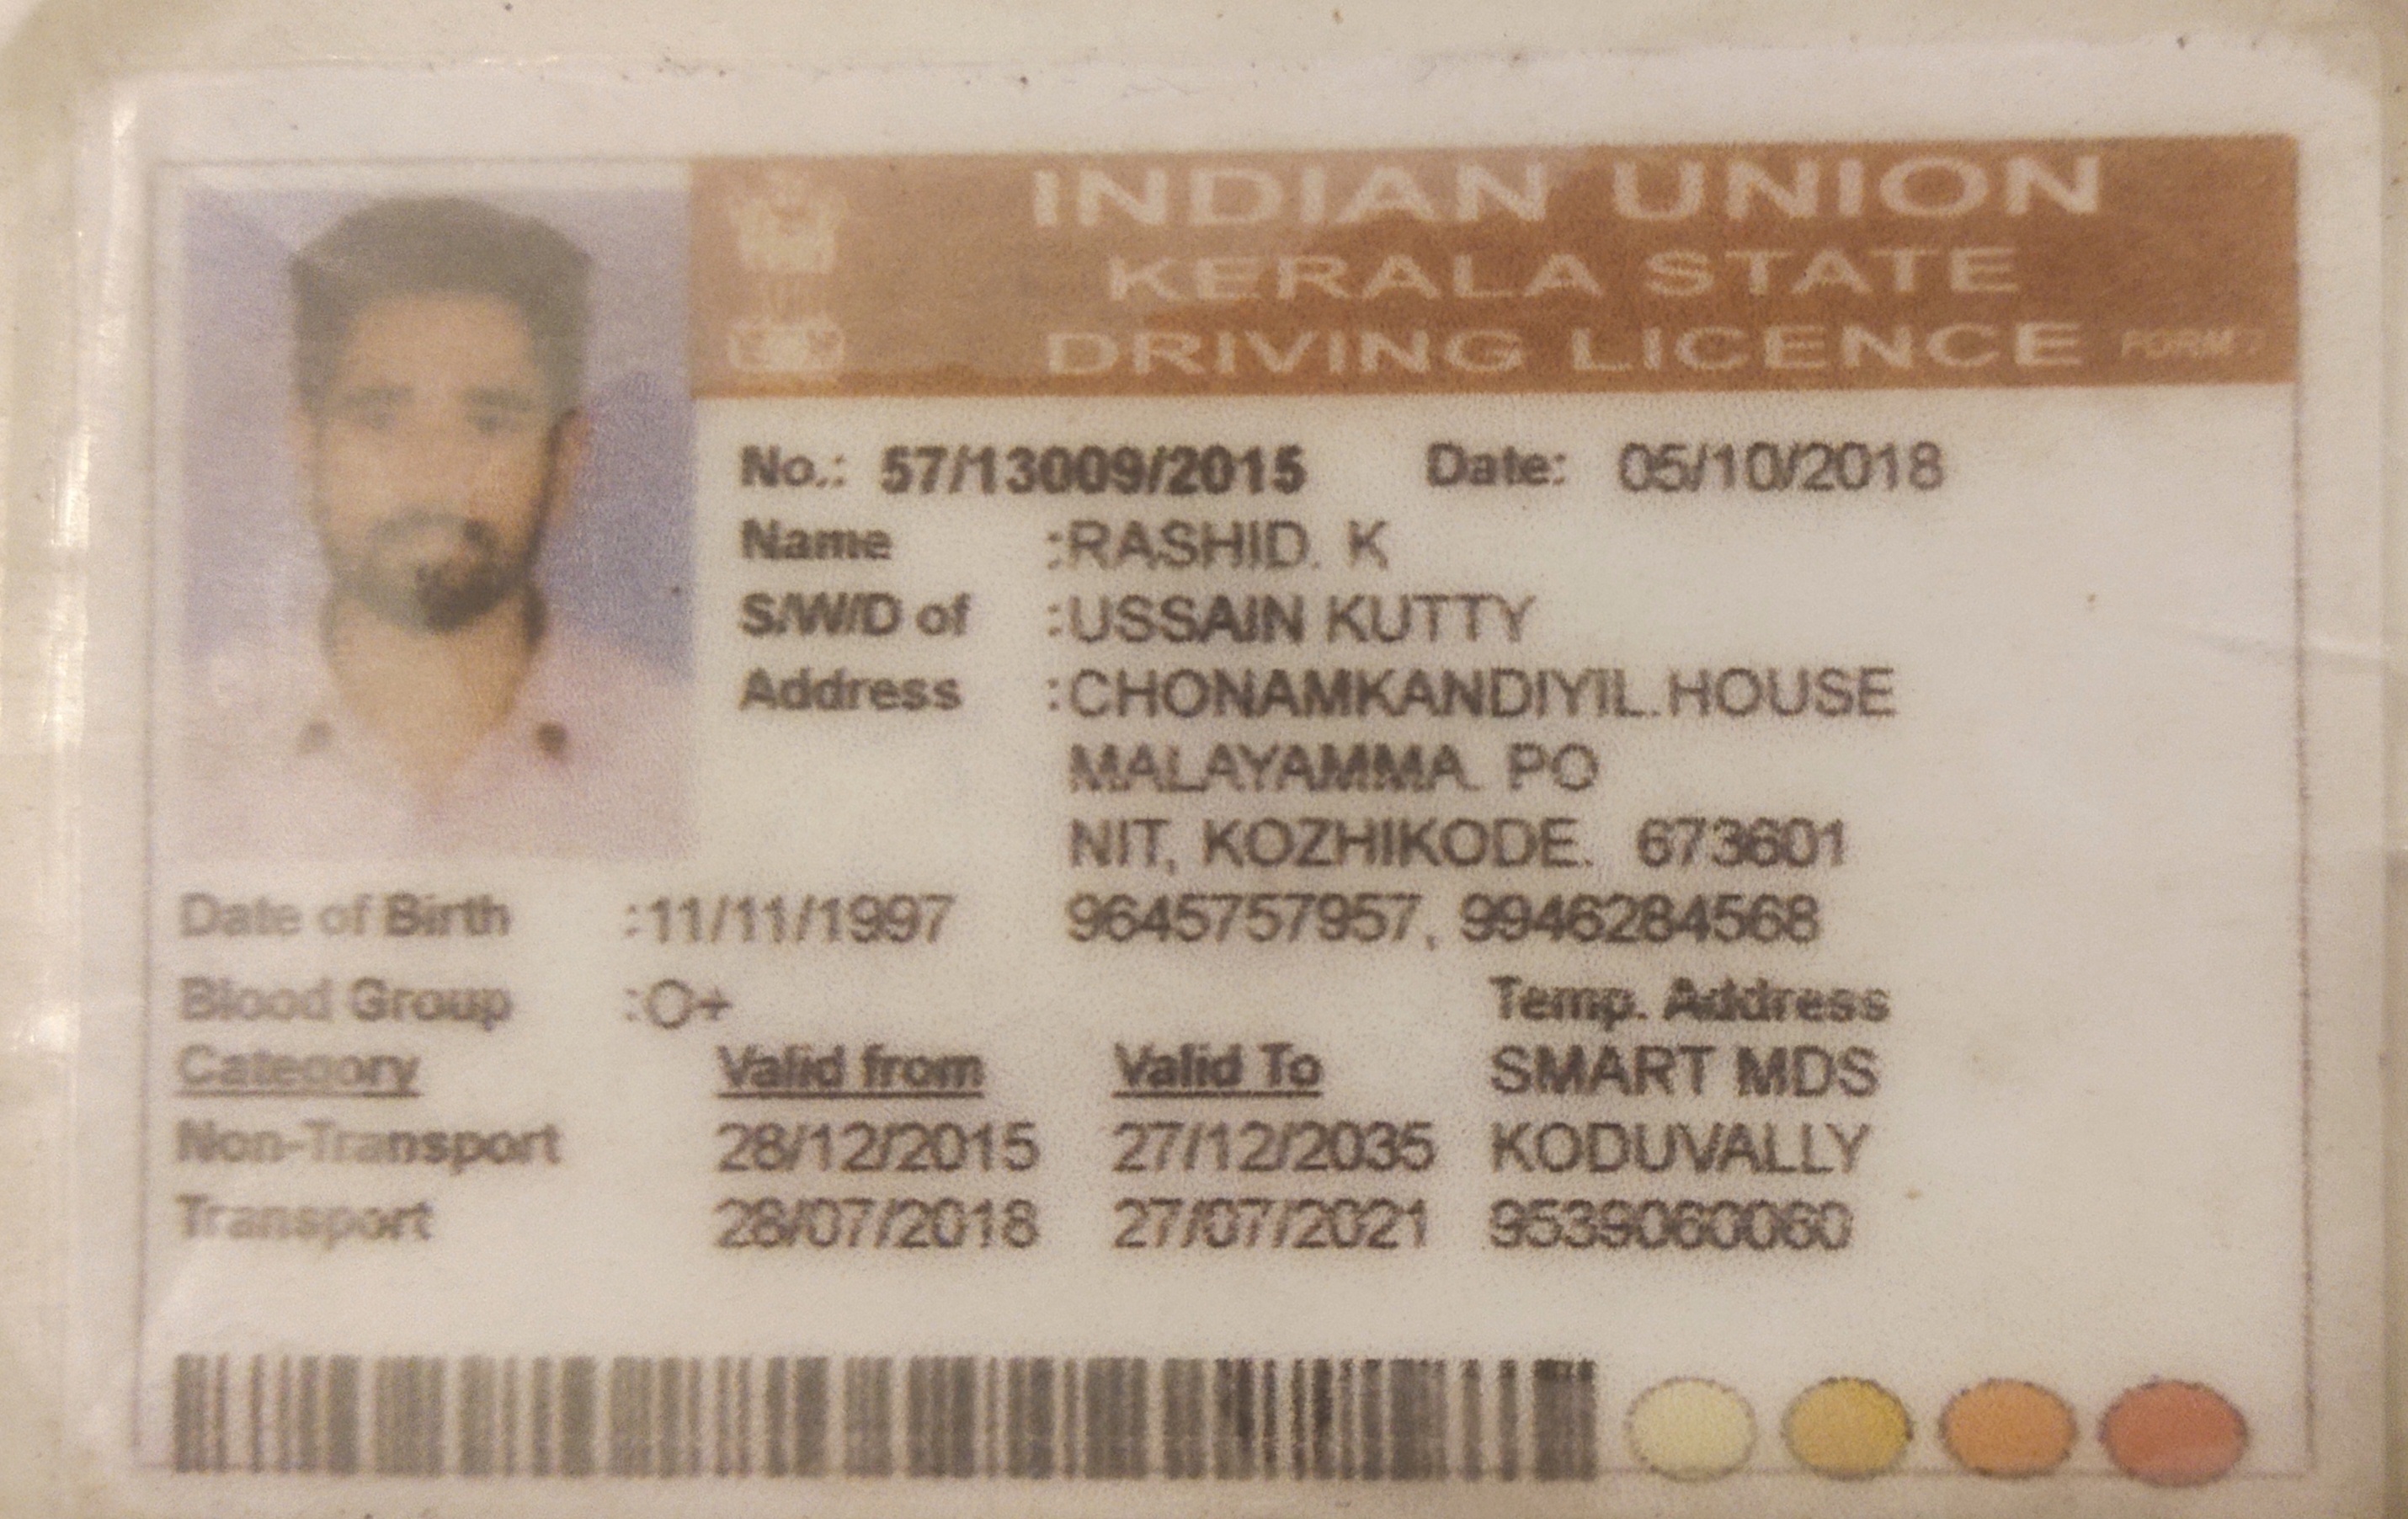 INDIAN UNION
KERALA STATE
DRIVING LICENCE FORM 7
No.: 57/13009/2015 Date: 05/10/2018
Name :RASHID. K
S/W/D of :USSAIN KUTTY
Address :CHONAMKANDIYIL.HOUSE
MALAYAMMA. PO
NIT, KOZHIKODE. 673601
Date of Birth :11/11/1997 9645757957, 9946284568
Blood Group :O+ Temp. Address
Category Valid from Valid To SMART MDS
Non-Transport 28/12/2015 27/12/2035 KODUVALLY
Transport 28/07/2018 27/07/2021 9539060060